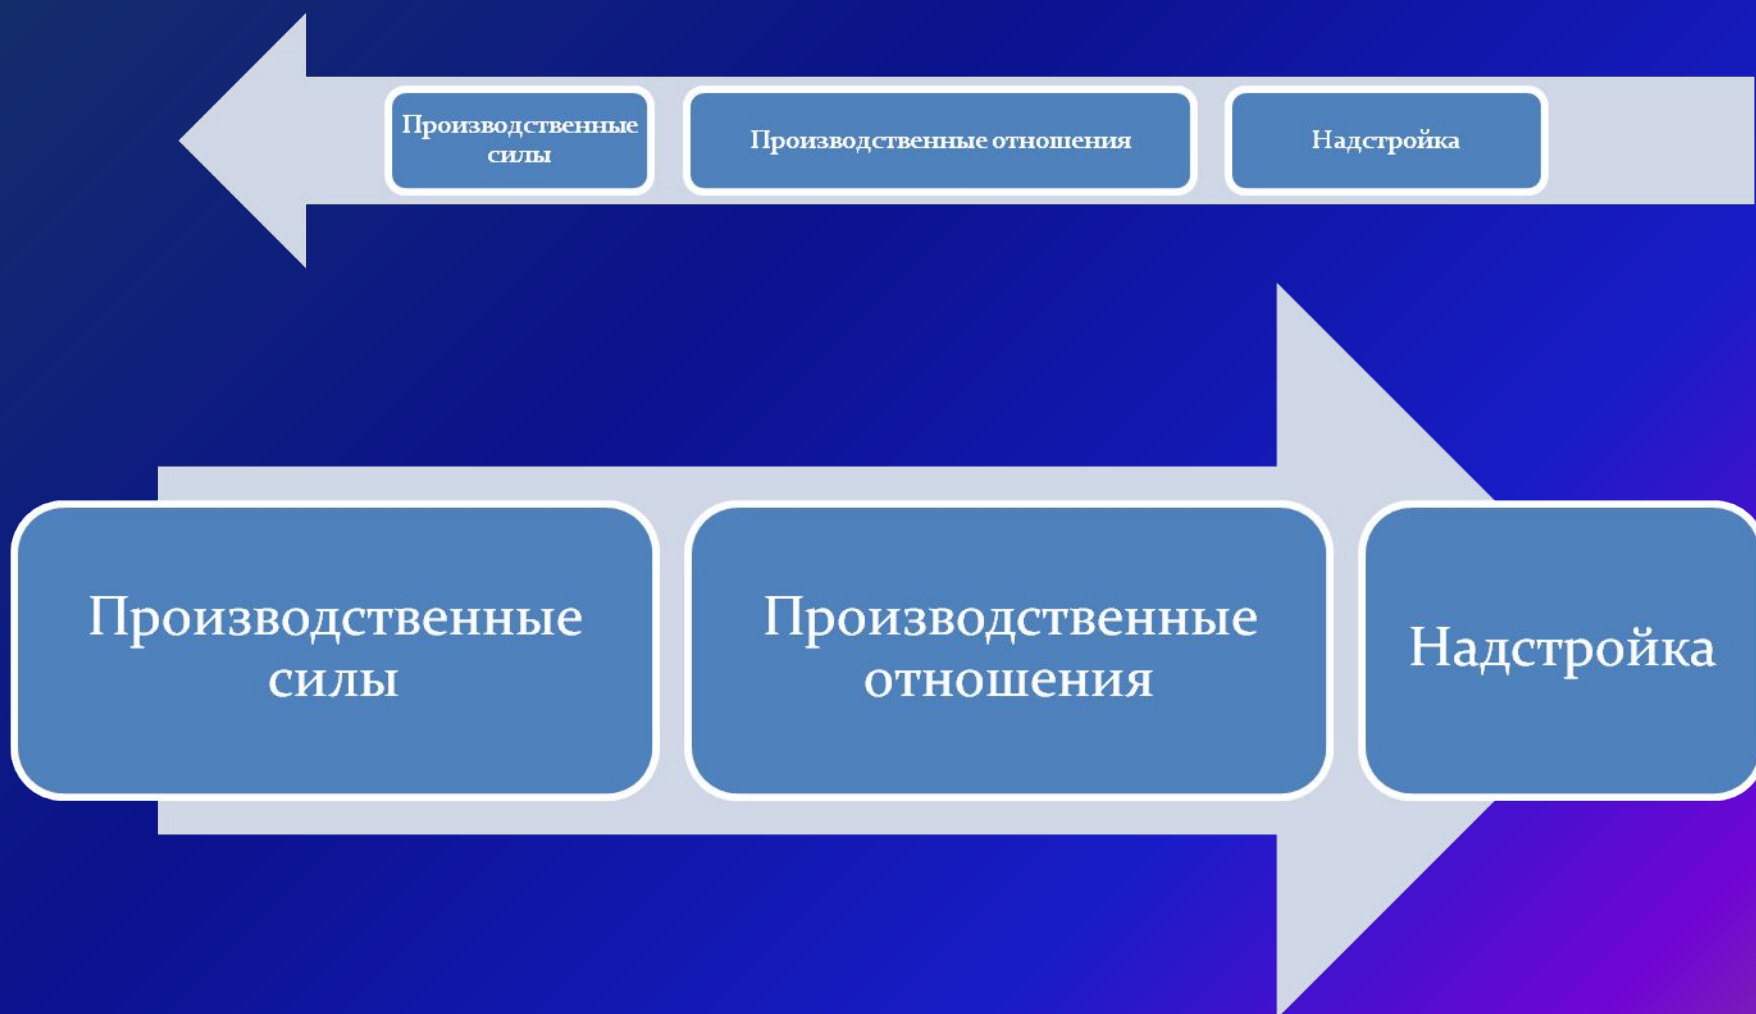 Производственные
силы
Производственные отношения
Надстройка
Производственные
силы
Производственные
отношения
Надстройка